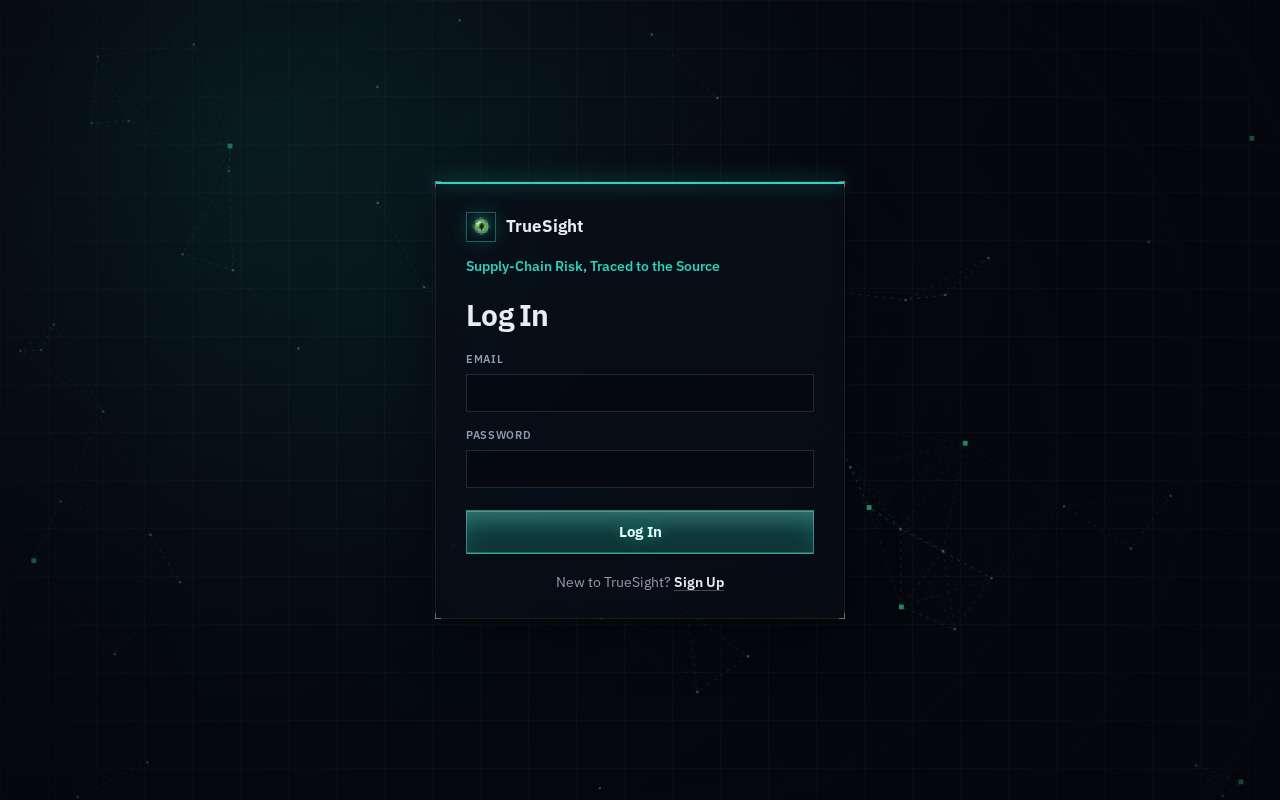 TrueSight
Supply-Chain Risk, Traced to the Source
Log In
EMAIL
PASSWORD
Log In
New to TrueSight? Sign Up